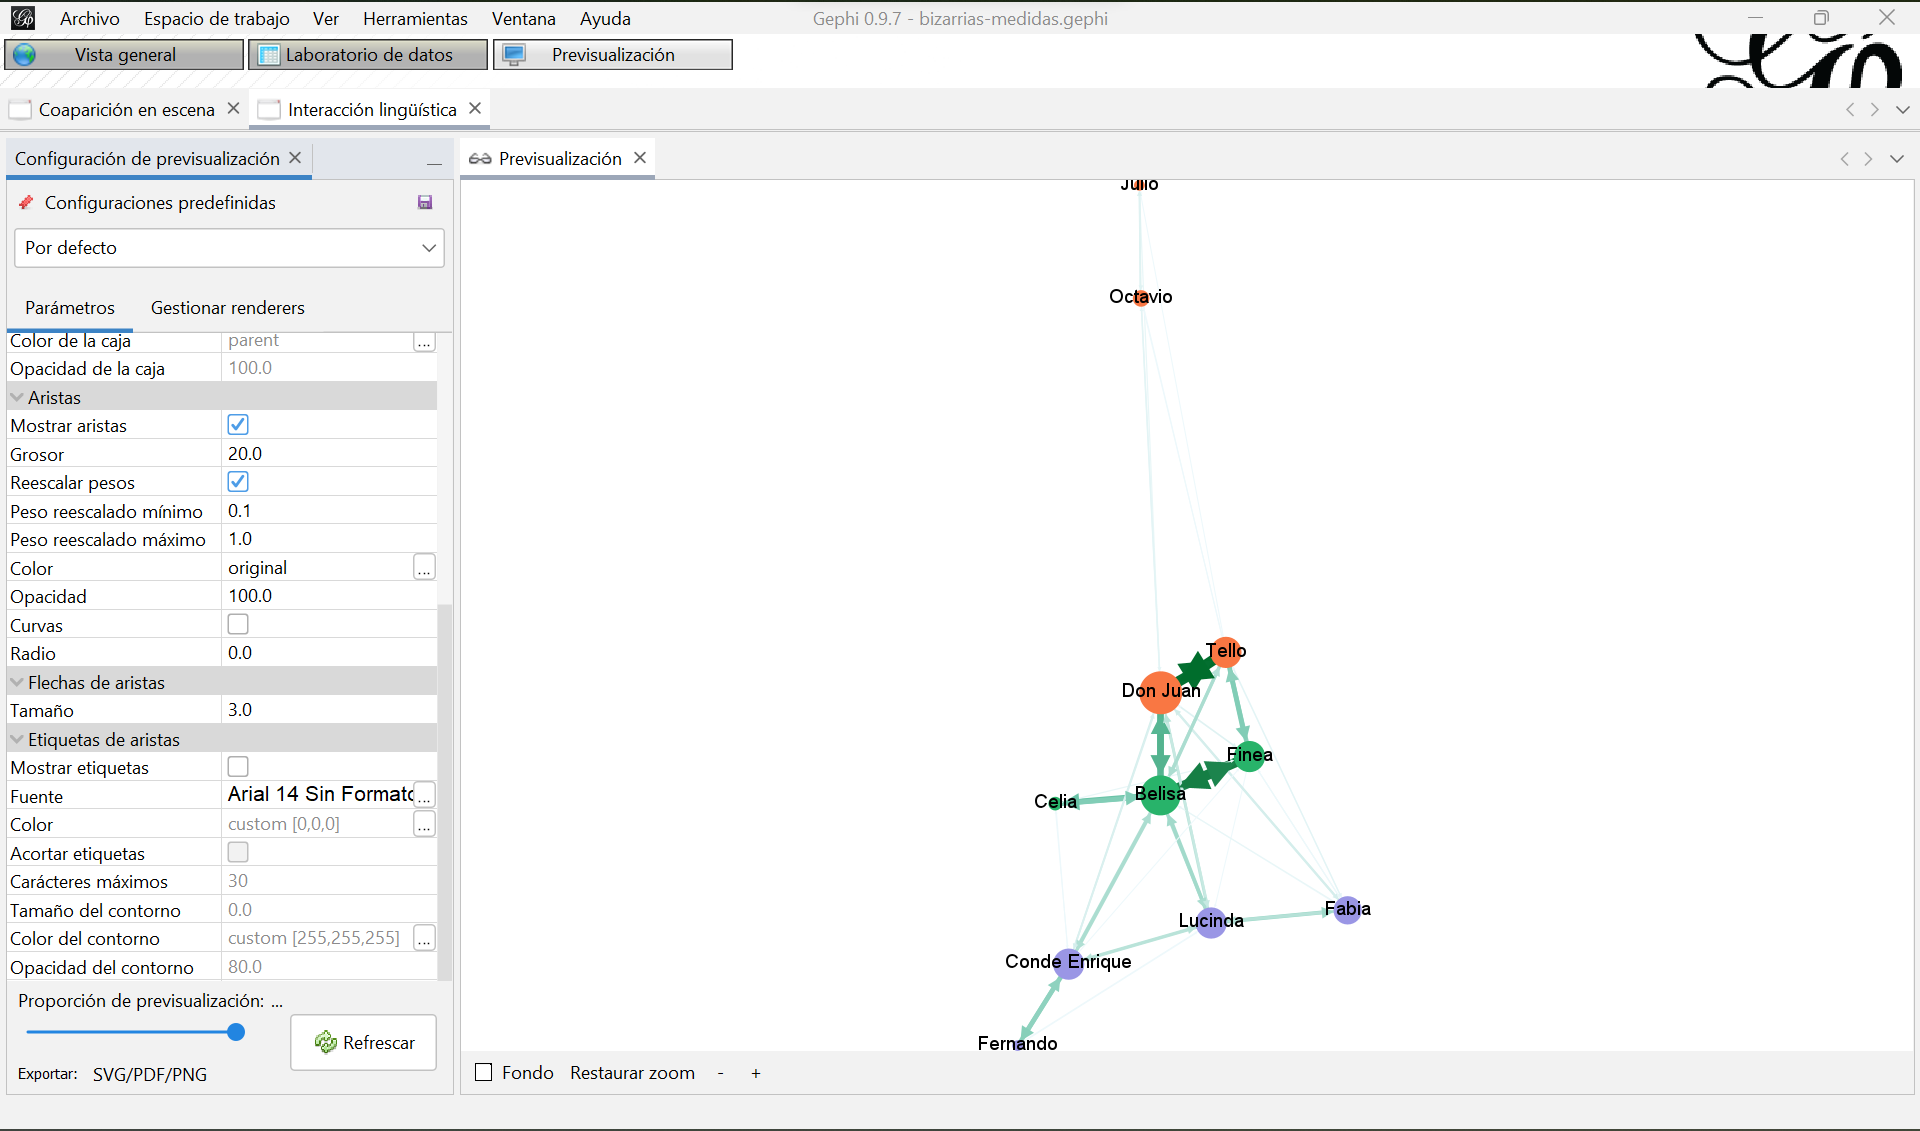 Archivo Espacio de trabajo Ver Herramientas Ventana Ayuda Gephi 0.9.7 - bizarrias-medidas.gephi
Vista general Laboratorio de datos Previsualización
Coaparición en escena Interacción lingüística
Configuración de previsualización
Previsualización
Configuraciones predefinidas
Por defecto
Parámetros Gestionar renderers
Color de la caja parent ...
Opacidad de la caja 100.0
Aristas
Mostrar aristas
Grosor 20.0
Reescalar pesos
Peso reescalado mínimo 0.1
Peso reescalado máximo 1.0
Color original ...
Opacidad 100.0
Curvas
Radio 0.0
Flechas de aristas
Tamaño 3.0
Etiquetas de aristas
Mostrar etiquetas
Fuente Arial 14 Sin Formato ...
Color custom [0,0,0] ...
Acortar etiquetas
Carácteres máximos 30
Tamaño del contorno 0.0
Color del contorno custom [255,255,255] ...
Opacidad del contorno 80.0
Proporción de previsualización: ...
Refrescar
Exportar: SVG/PDF/PNG
Julio
Octavio
Tello
Don Juan
Finea
Belisa
Celia
Fabia
Lucinda
Conde Enrique
Fernando
Fondo Restaurar zoom - +